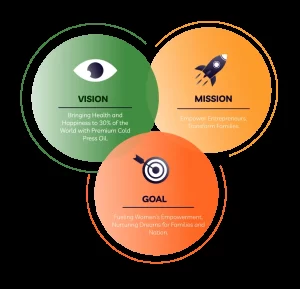 VISION
Bringing Health and
Happiness to 30% of the
World with Premium Cold
Press Oil.
MISSION
Empower Entrepreneurs,
Transform Families
GOAL
Fueling Women's Empowerment,
Nurturing Dreams for Families and
Nation.